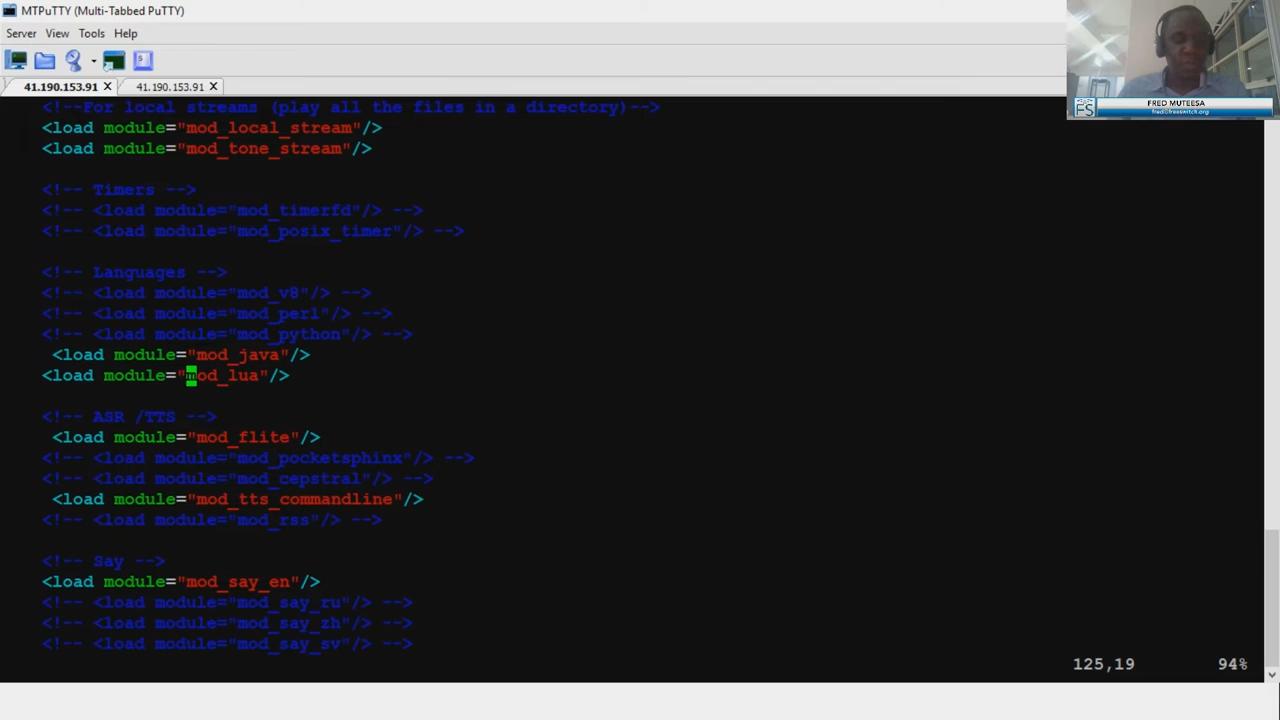 MTPuTTY (Multi-Tabbed PuTTY)
Server View Tools Help
41.190.153.91 × 41.190.153.91 ×
FRED MUTEESA
fred@freeswitch.org
FS
<!--For local streams (play all the files in a directory)-->
<load module="mod_local_stream"/>
<load module="mod_tone_stream"/>
<!-- Timers -->
<!-- <load module="mod_timerfd"/> -->
<!-- <load module="mod_posix_timer"/> -->
<!-- Languages -->
<!-- <load module="mod_v8"/> -->
<!-- <load module="mod_perl"/> -->
<!-- <load module="mod_python"/> -->
<load module="mod_java"/>
<load module="mod_lua"/>
<!-- ASR /TTS -->
<load module="mod_flite"/>
<!-- <load module="mod_pocketsphinx"/> -->
<!-- <load module="mod_cepstral"/> -->
<load module="mod_tts_commandline"/>
<!-- <load module="mod_rss"/> -->
<!-- Say -->
<load module="mod_say_en"/>
<!-- <load module="mod_say_ru"/> -->
<!-- <load module="mod_say_zh"/> -->
<!-- <load module="mod_say_sv"/> -->
125,19 94%